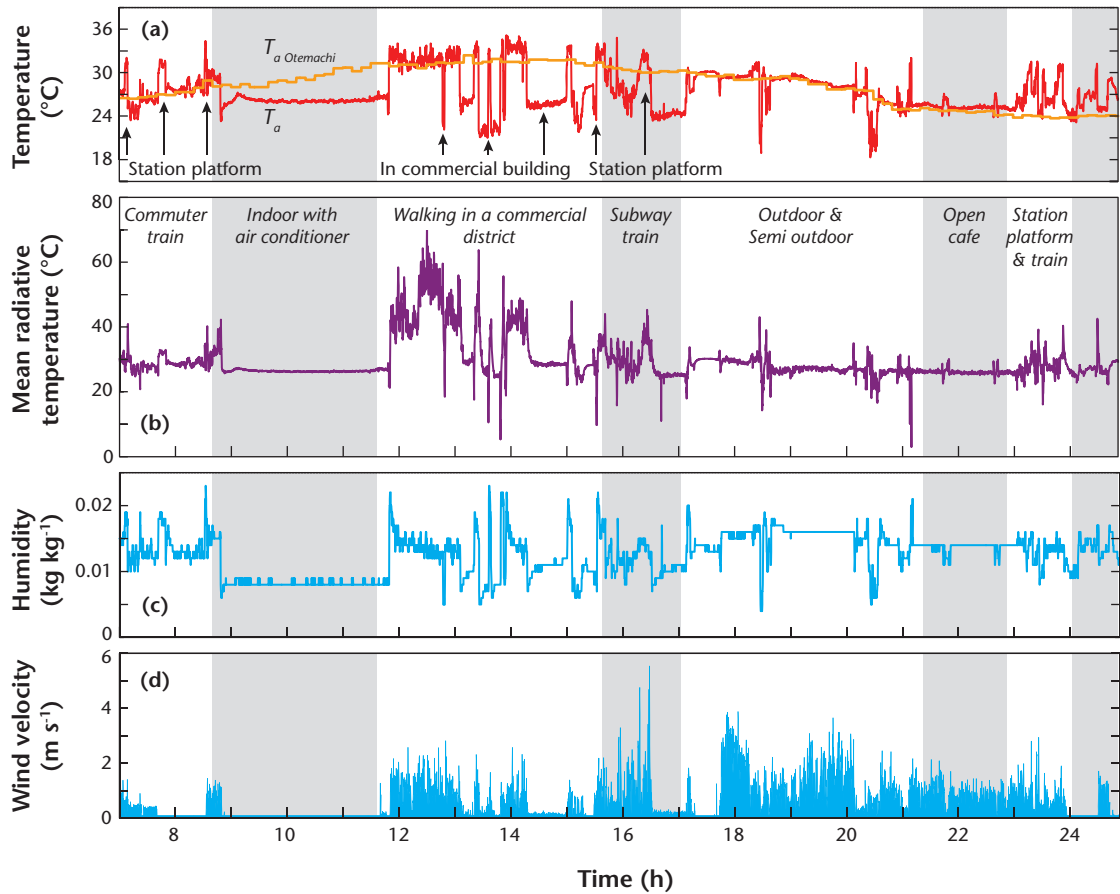 (a)
T a Otemachi
T a
Station platform
In commercial building
Station platform
Temperature
(°C)
36
30
24
18
Commuter
train
Indoor with
air conditioner
Walking in a commercial
district
Subway
train
Outdoor &
Semi outdoor
Open
cafe
Station
platform
& train
Mean radiative
temperature (°C)
80
60
40
20
0
(b)
Humidity
(kg kg-1)
0.02
0.01
0
(c)
Wind velocity
(m s-1)
6
4
2
0
(d)
8 10 12 14 16 18 20 22 24
Time (h)